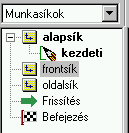 Munkasíkok
alapsík
kezdeti
frontsík
oldalsík
Frissítés
Befejezés